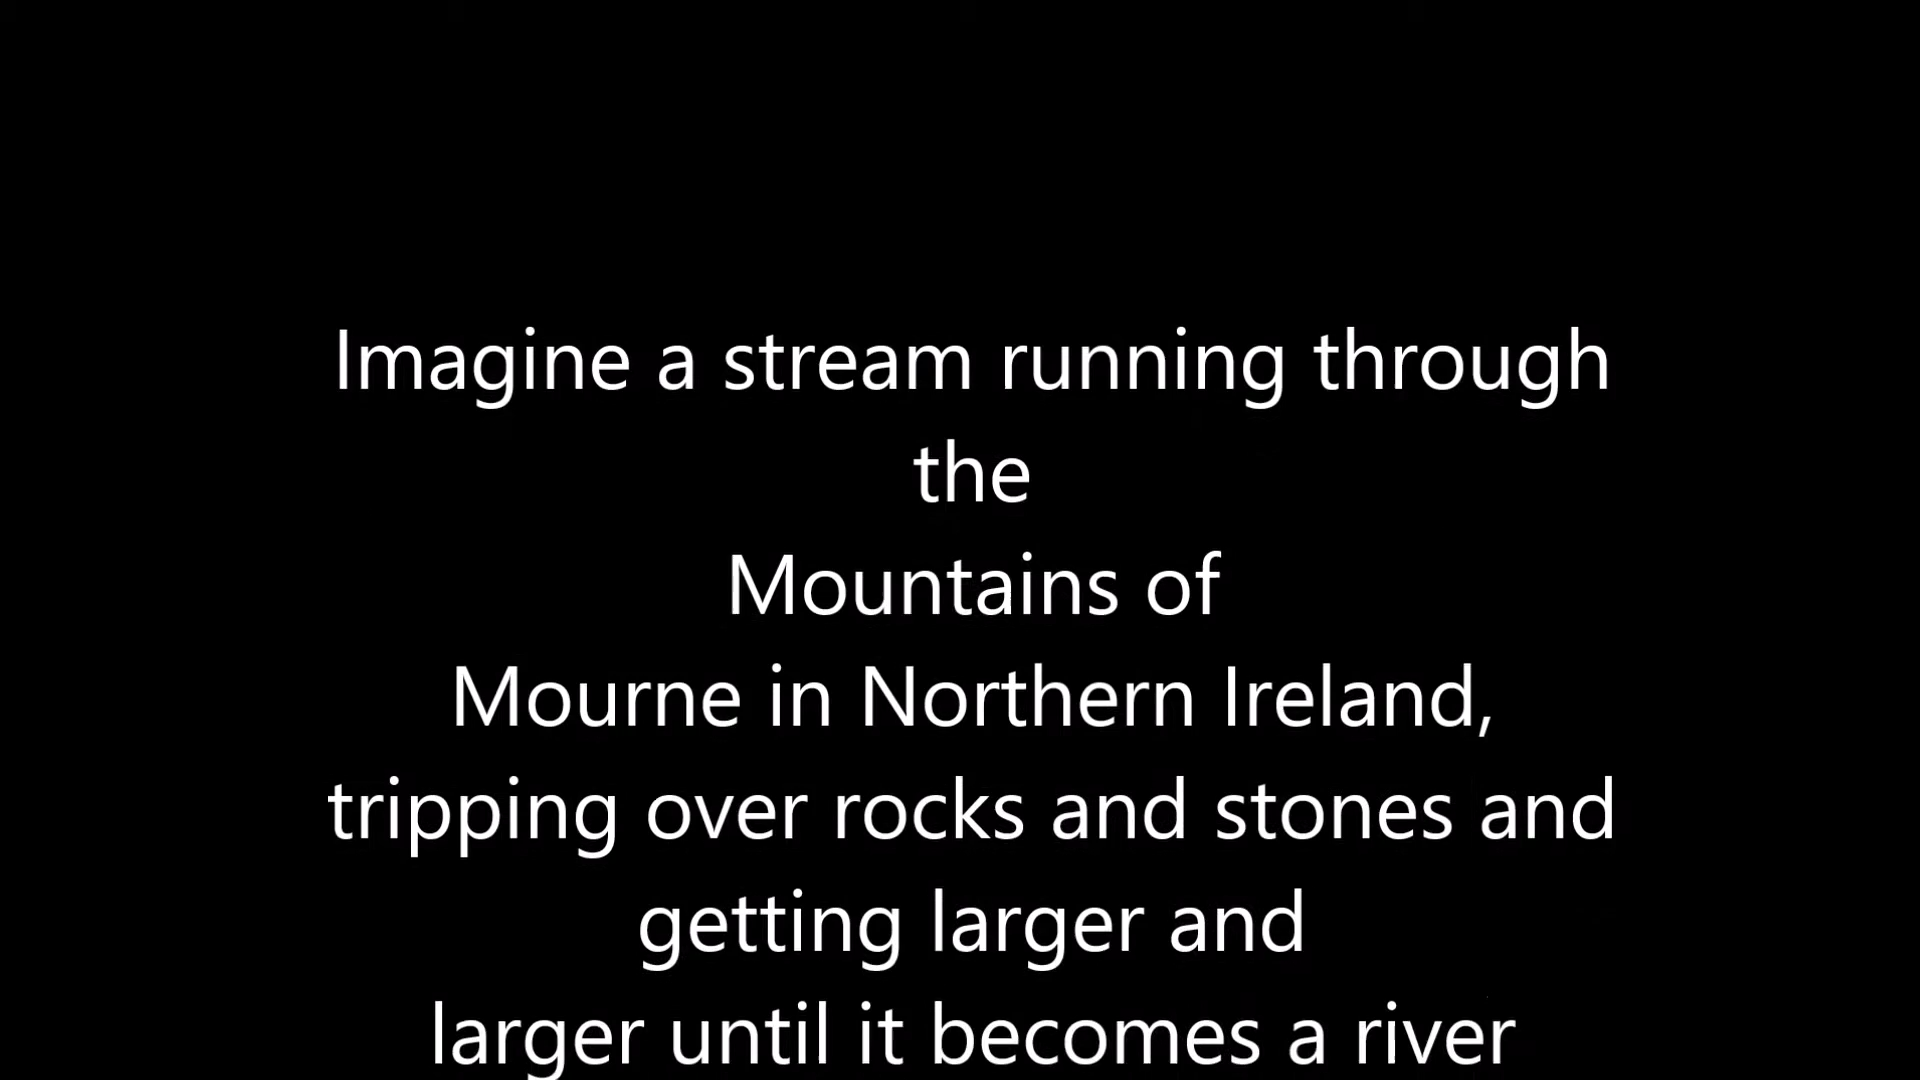 Imagine a stream running through
the
Mountains of
Mourne in Northern Ireland,
tripping over rocks and stones and
getting larger and
larger until it becomes a river